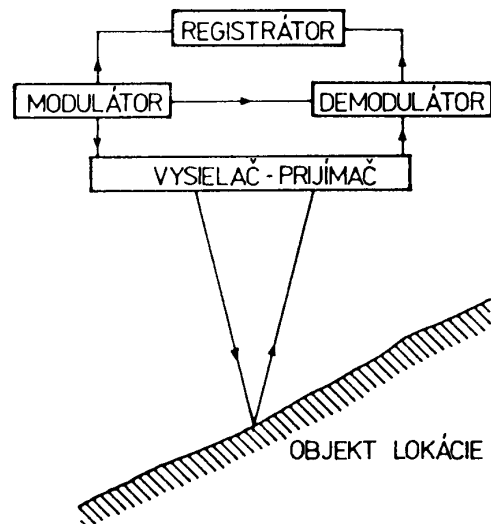 REGISTRÁTOR
MODULÁTOR
DEMODULÁTOR
VYSIELAČ - PRIJÍMAČ
OBJEKT LOKÁCIE